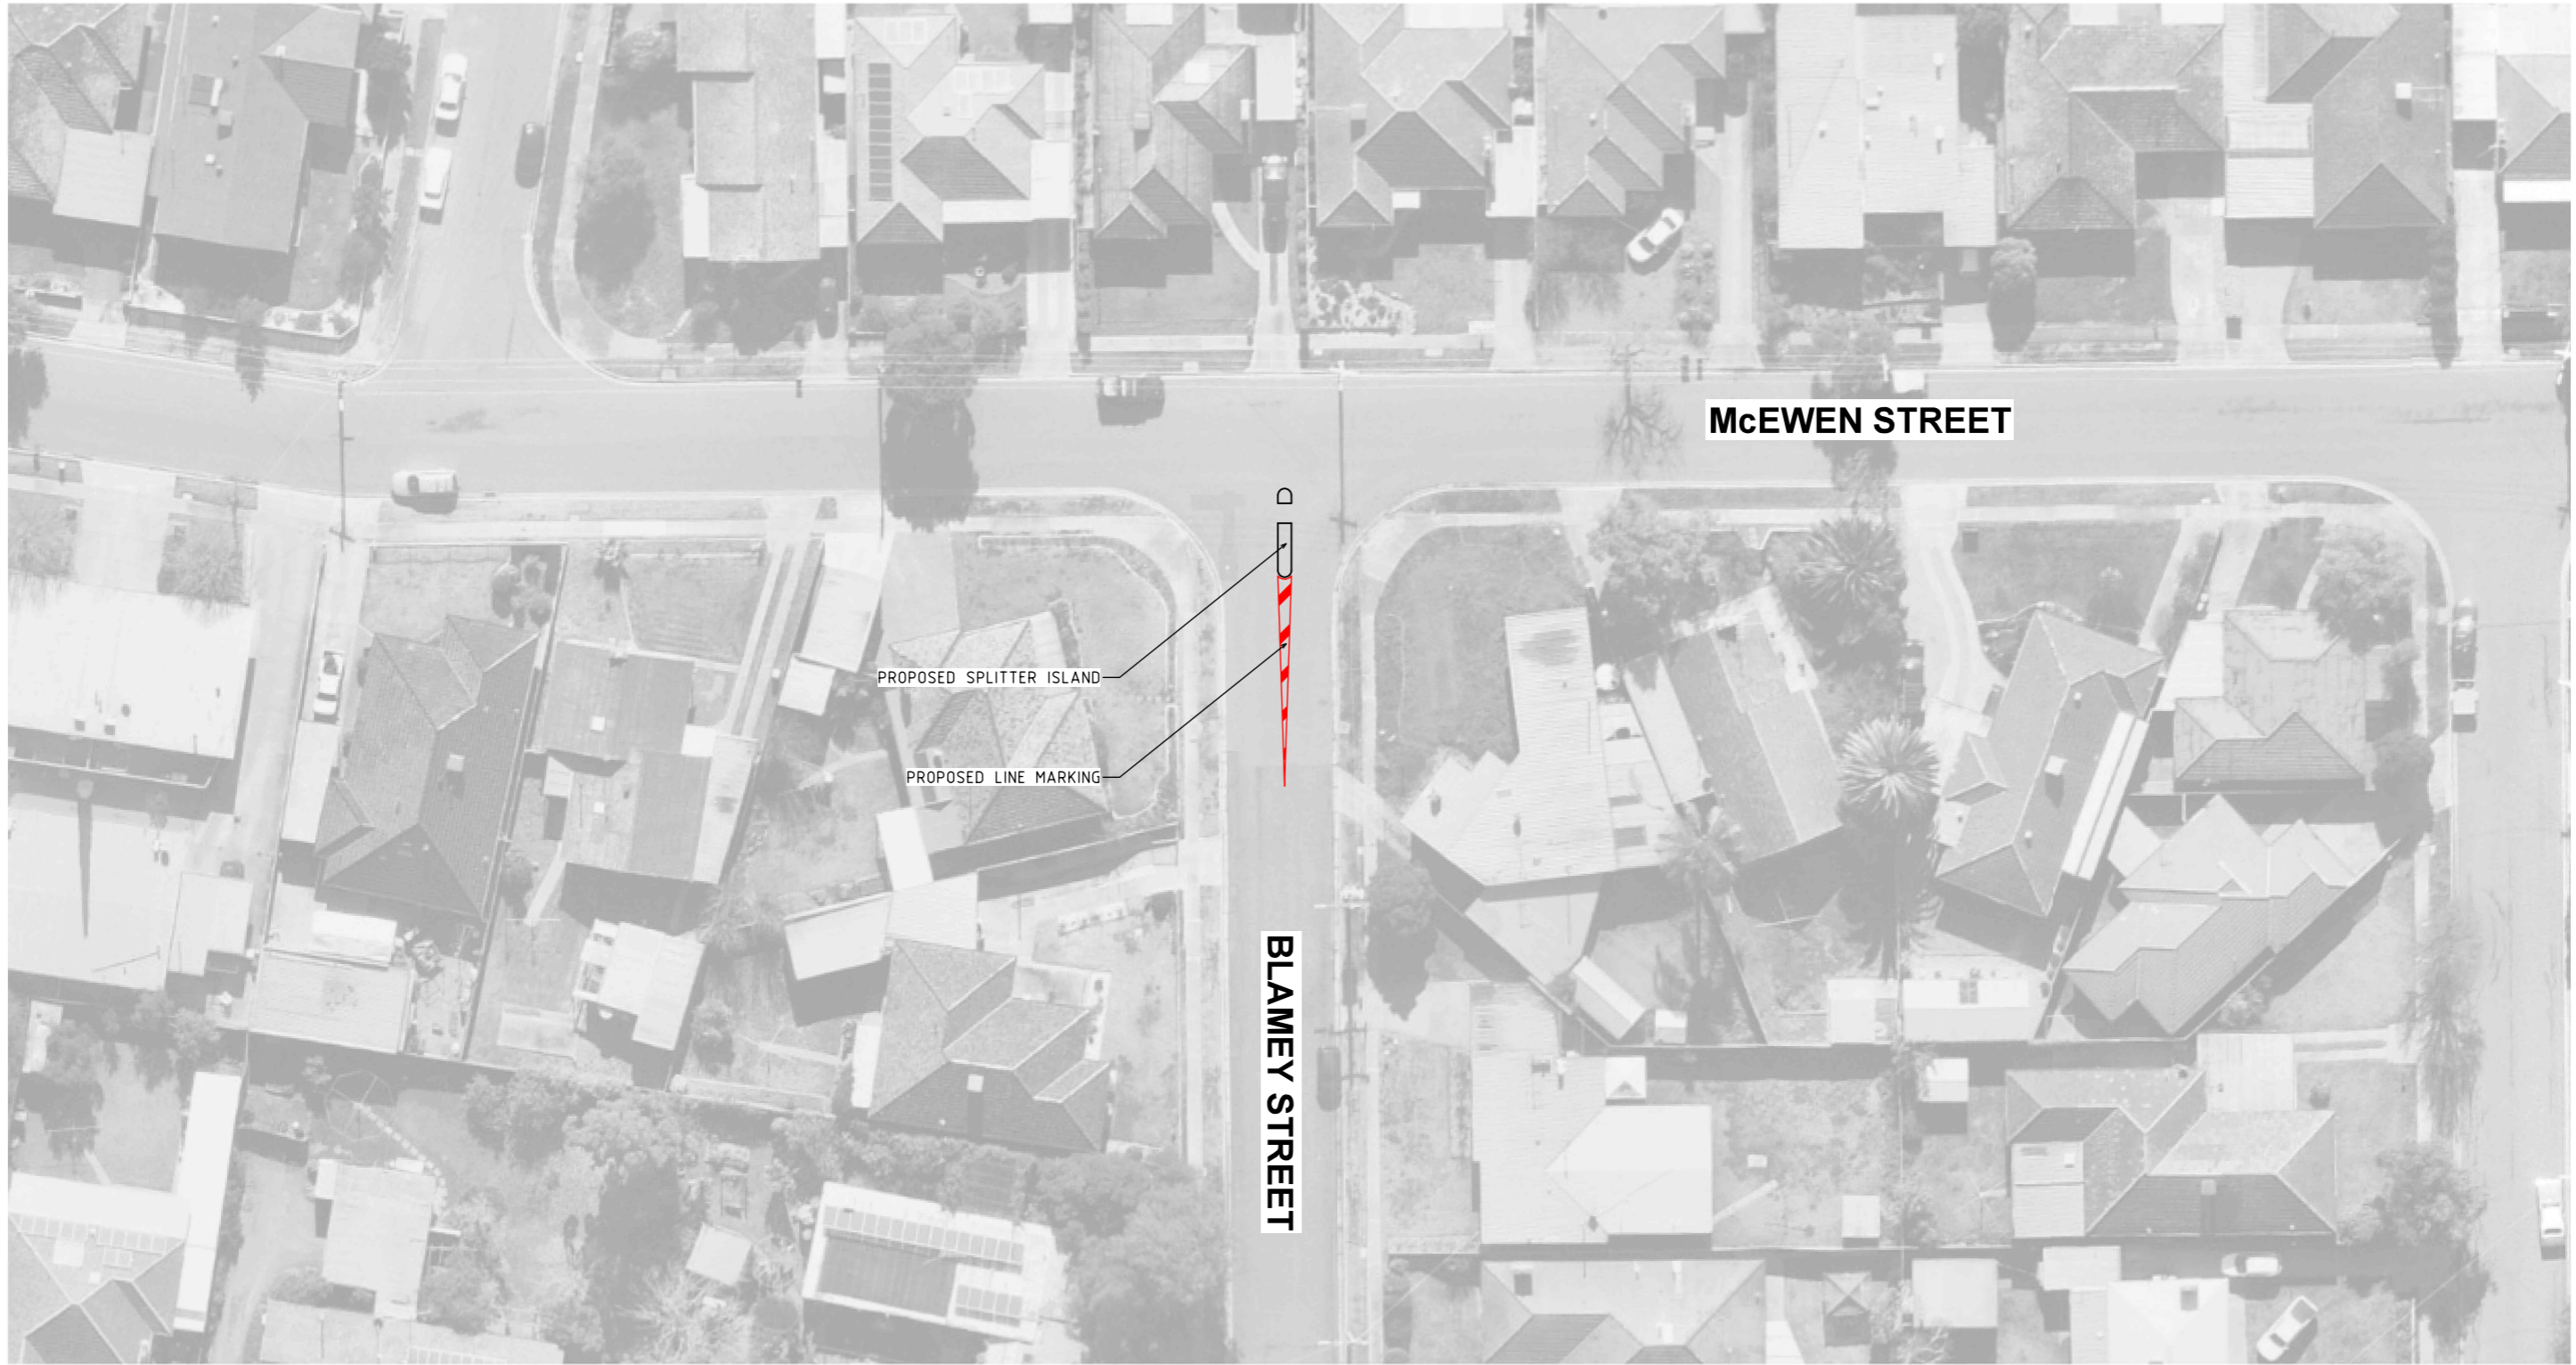 McEWEN STREET
PROPOSED SPLITTER ISLAND
PROPOSED LINE MARKING
BLAMEY STREET